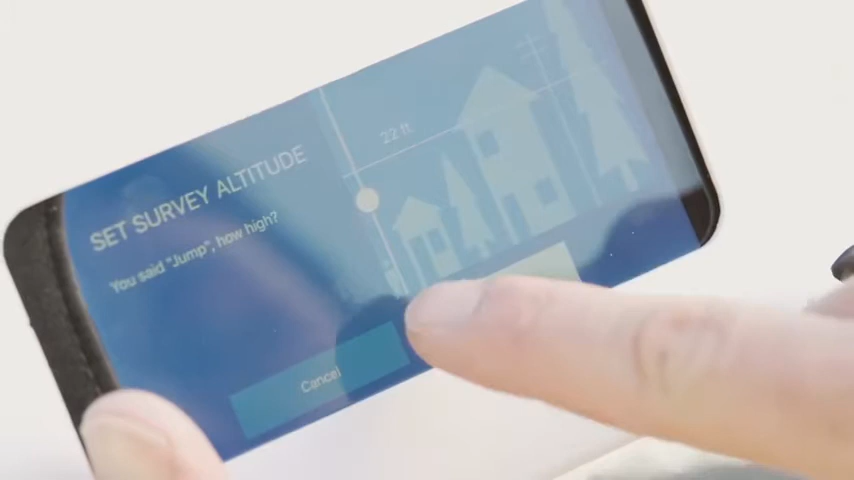 SET SURVEY ALTITUDE
You said "Jump", how high?
22 ft
Cancel